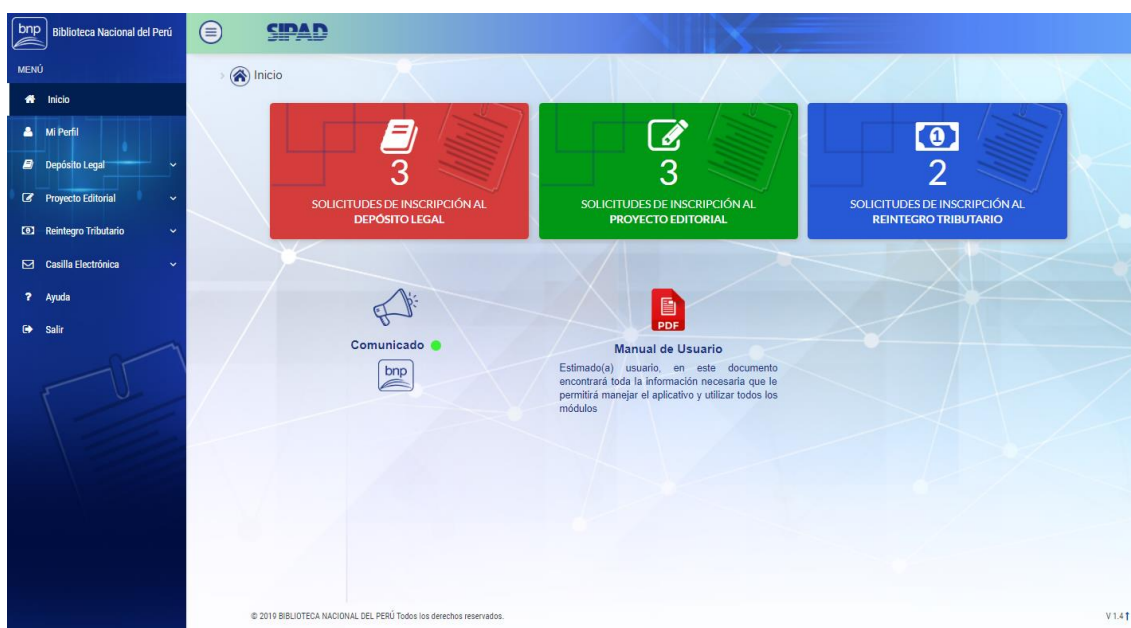 bnp Biblioteca Nacional del Perú
SIPAD
MENÚ
Inicio
Mi Perfil
Depósito Legal
Proyecto Editorial
Reintegro Tributario
Casilla Electrónica
? Ayuda
Salir
> Inicio
3
SOLICITUDES DE INSCRIPCIÓN AL
DEPÓSITO LEGAL
3
SOLICITUDES DE INSCRIPCIÓN AL
PROYECTO EDITORIAL
1
2
SOLICITUDES DE INSCRIPCIÓN AL
REINTEGRO TRIBUTARIO
Comunicado
bnp
PDF
Manual de Usuario
Estimado(a) usuario, en este documento
encontrará toda la información necesaria que le
permitirá manejar el aplicativo y utilizar todos los
módulos
© 2019 BIBLIOTECA NACIONAL DEL PERÚ Todos los derechos reservados.
V 1.4